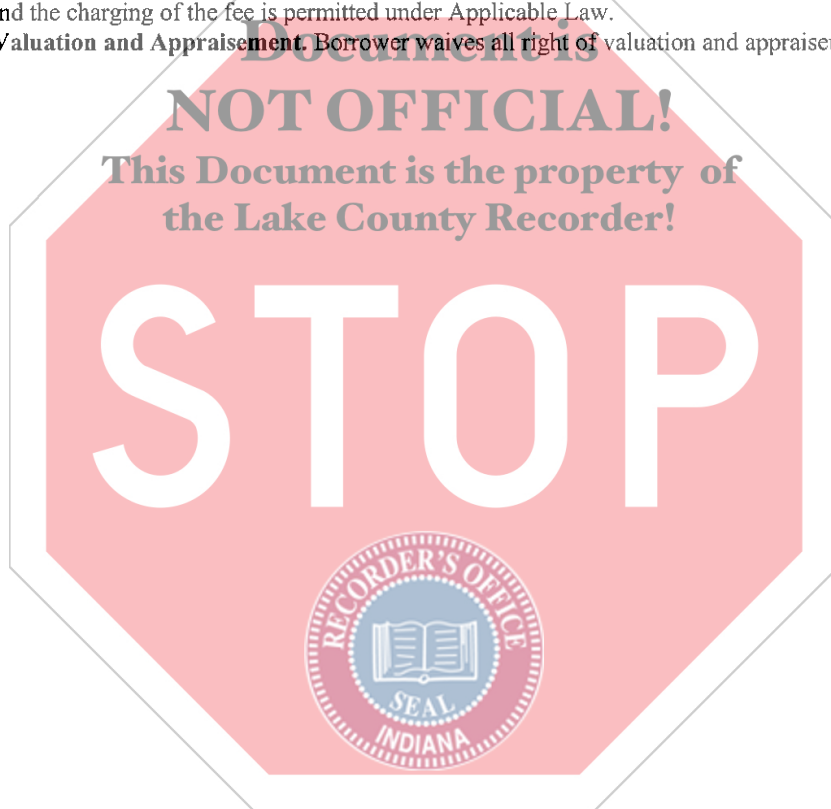 nd the charging of the fee is permitted under Applicable Law.
Valuation and Appraisement. Borrower waives all right of valuation and appraise
Document is
NOT OFFICIAL!
This Document is the property of
the Lake County Recorder!
STOP
RECORDER'S OFFICE
SEAL
INDIANA